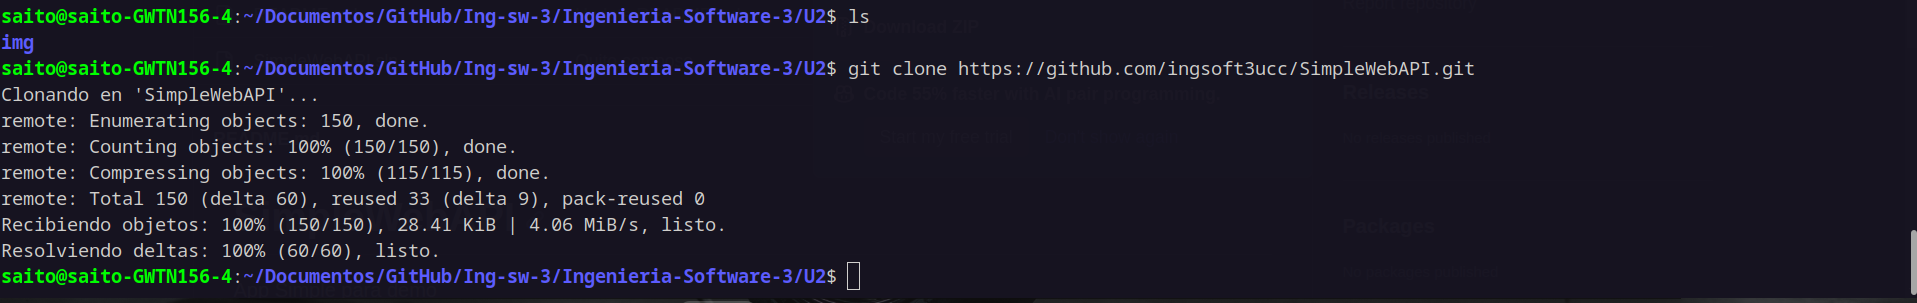 saito@saito-GWTN156-4:~/Documentos/GitHub/Ing-sw-3/Ingenieria-Software-3/U2$ ls
img
saito@saito-GWTN156-4:~/Documentos/GitHub/Ing-sw-3/Ingenieria-Software-3/U2$ git clone https://github.com/ingsoft3ucc/SimpleWebAPI.git
Clonando en 'SimpleWebAPI'...
remote: Enumerating objects: 150, done.
remote: Counting objects: 100% (150/150), done.
remote: Compressing objects: 100% (115/115), done.
remote: Total 150 (delta 60), reused 33 (delta 9), pack-reused 0
Recibiendo objetos: 100% (150/150), 28.41 KiB | 4.06 MiB/s, listo.
Resolviendo deltas: 100% (60/60), listo.
saito@saito-GWTN156-4:~/Documentos/GitHub/Ing-sw-3/Ingenieria-Software-3/U2$
Download ZIP
Releases
Packages